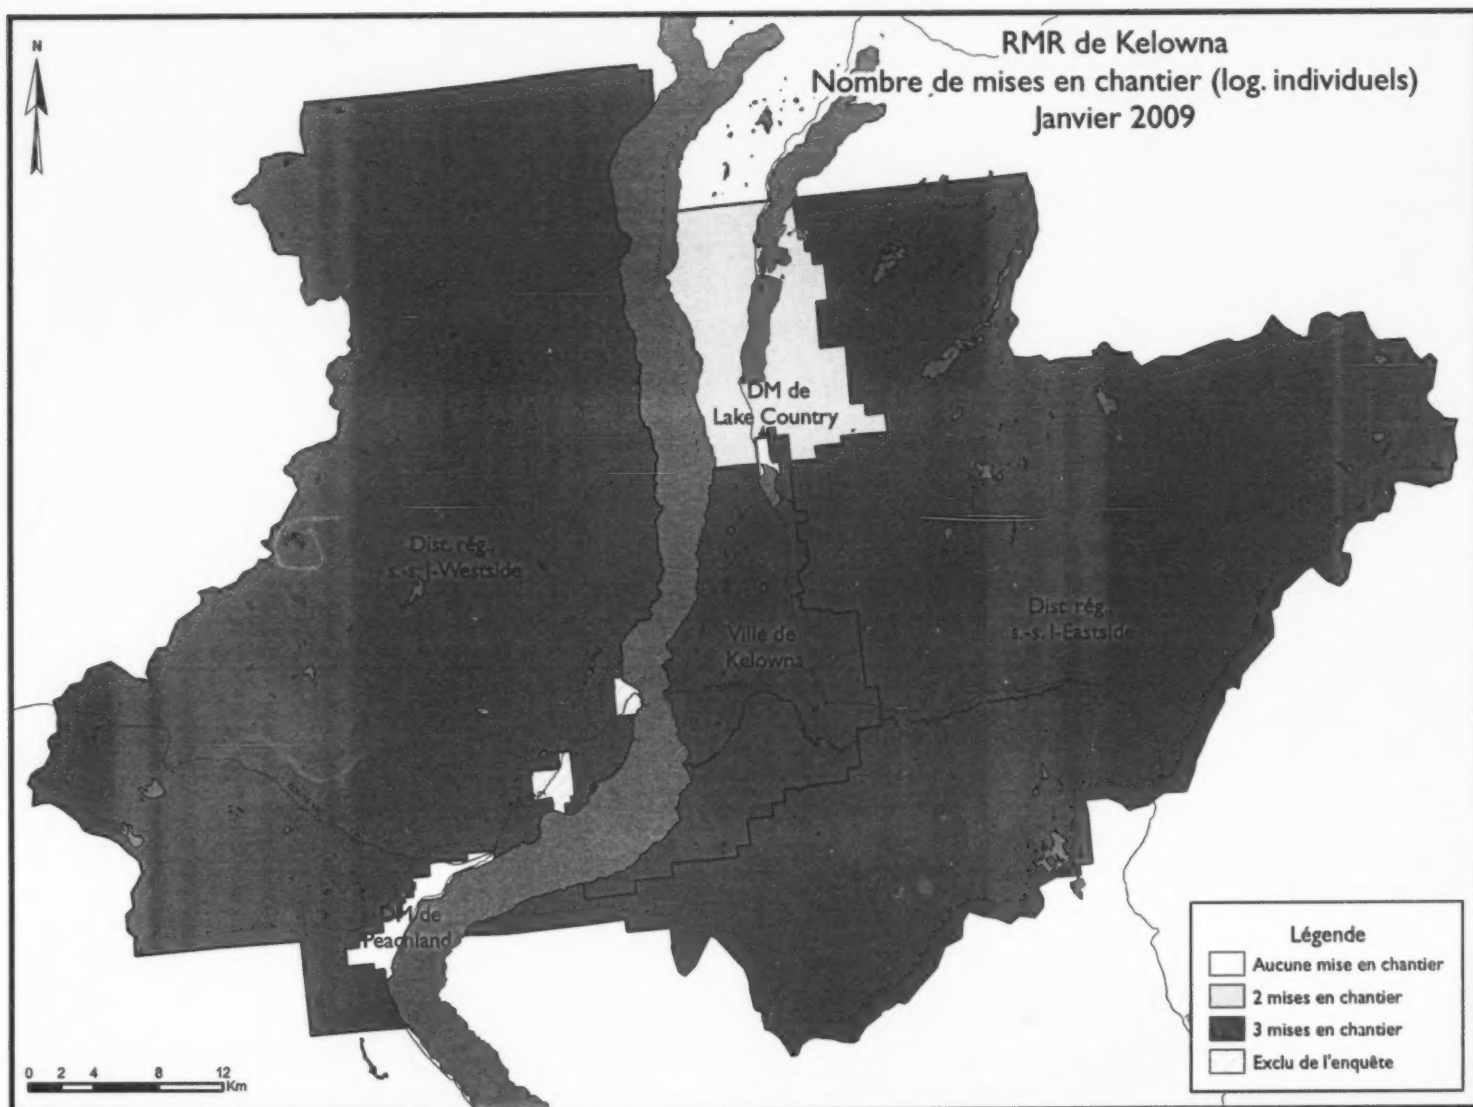 N
RMR de Kelowna
Nombre de mises en chantier (log. individuels)
Janvier 2009
DM de
Lake Country
Dist. rég.,
s.-s. J-Westside
Ville de
Kelowna
Dist. rég.,
s.-s. I-Eastside
DM de
Peachland
Légende
Aucune mise en chantier
2 mises en chantier
3 mises en chantier
Exclu de l'enquête
0 2 4 8 12
Km